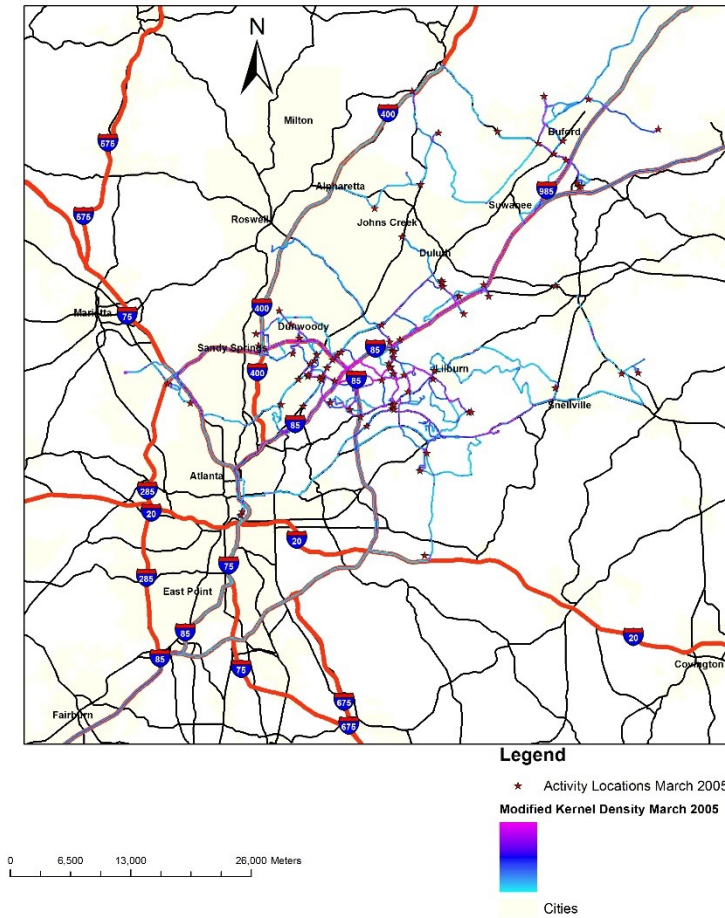 N
400
Milton
575
Buford
Alpharetta
985
575
Suwanee
Roswell
Johns Creek
Duluth
400
Marietta
75
Dunwoody
Sandy Springs
85
400
85
Lilburn
Snellville
85
Atlanta
285
20
20
75
285
East Point
85
20
85
75
Covington
675
Fairburn
675
Legend
Activity Locations March 2005
Modified Kernel Density March 2005
0 6,500 13,000 26,000 Meters
Cities